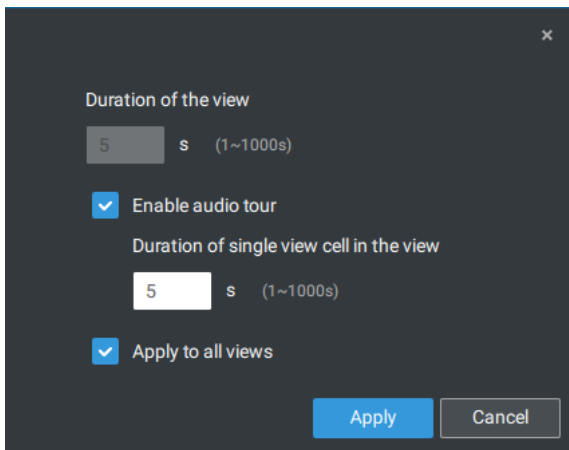 ×
Duration of the view
5 s (1~1000s)
Enable audio tour
Duration of single view cell in the view
5 s (1~1000s)
Apply to all views
Apply Cancel